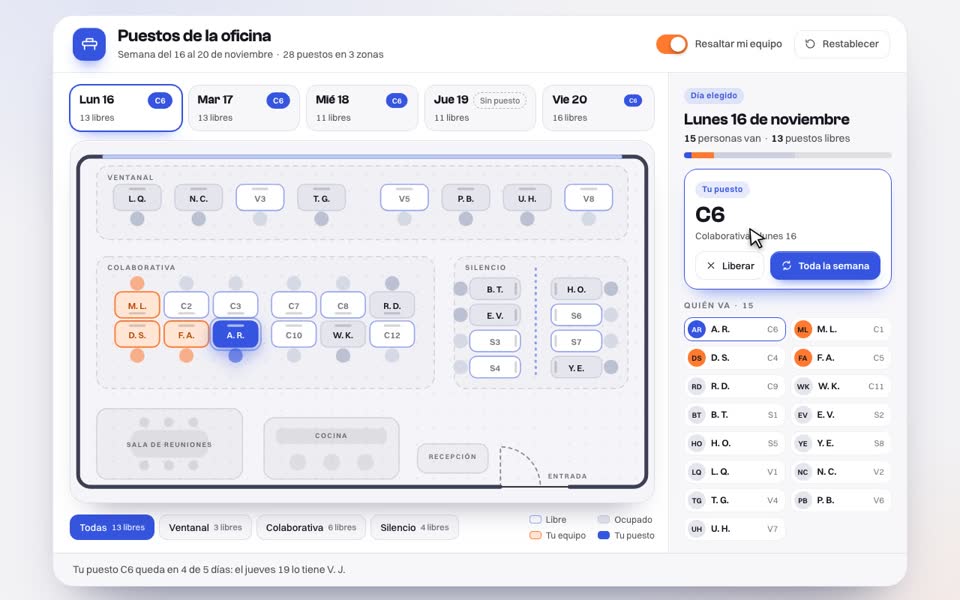 Puestos de la oficina
Semana del 16 al 20 de noviembre · 28 puestos en 3 zonas
Resaltar mi equipo
Restablecer
Lun 16 C6
13 libres
Mar 17 C6
13 libres
Mié 18 C6
11 libres
Jue 19 Sin puesto
11 libres
Vie 20 C6
16 libres
VENTANAL
L. Q. N. C. V3 T. G. V5 P. B. U. H. V8
COLABORATIVA
M. L. C2 C3 C7 C8 R. D.
D. S. F. A. A. R. C10 W. K. C12
SILENCIO
B. T. H. O.
E. V. S6
S3 S7
S4 Y. E.
SALA DE REUNIONES
COCINA
RECEPCIÓN
ENTRADA
Todas 13 libres
Ventanal 3 libres
Colaborativa 6 libres
Silencio 4 libres
Libre Ocupado
Tu equipo Tu puesto
Día elegido
Lunes 16 de noviembre
15 personas van · 13 puestos libres
Tu puesto
C6
Colaborativa lunes 16
Liberar
Toda la semana
QUIÉN VA · 15
AR A. R. C6
ML M. L. C1
DS D. S. C4
FA F. A. C5
RD R. D. C9
WK W. K. C11
BT B. T. S1
EV E. V. S2
HO H. O. S5
YE Y. E. S8
LQ L. Q. V1
NC N. C. V2
TG T. G. V4
PB P. B. V6
UH U. H. V7
Tu puesto C6 queda en 4 de 5 días: el jueves 19 lo tiene V. J.